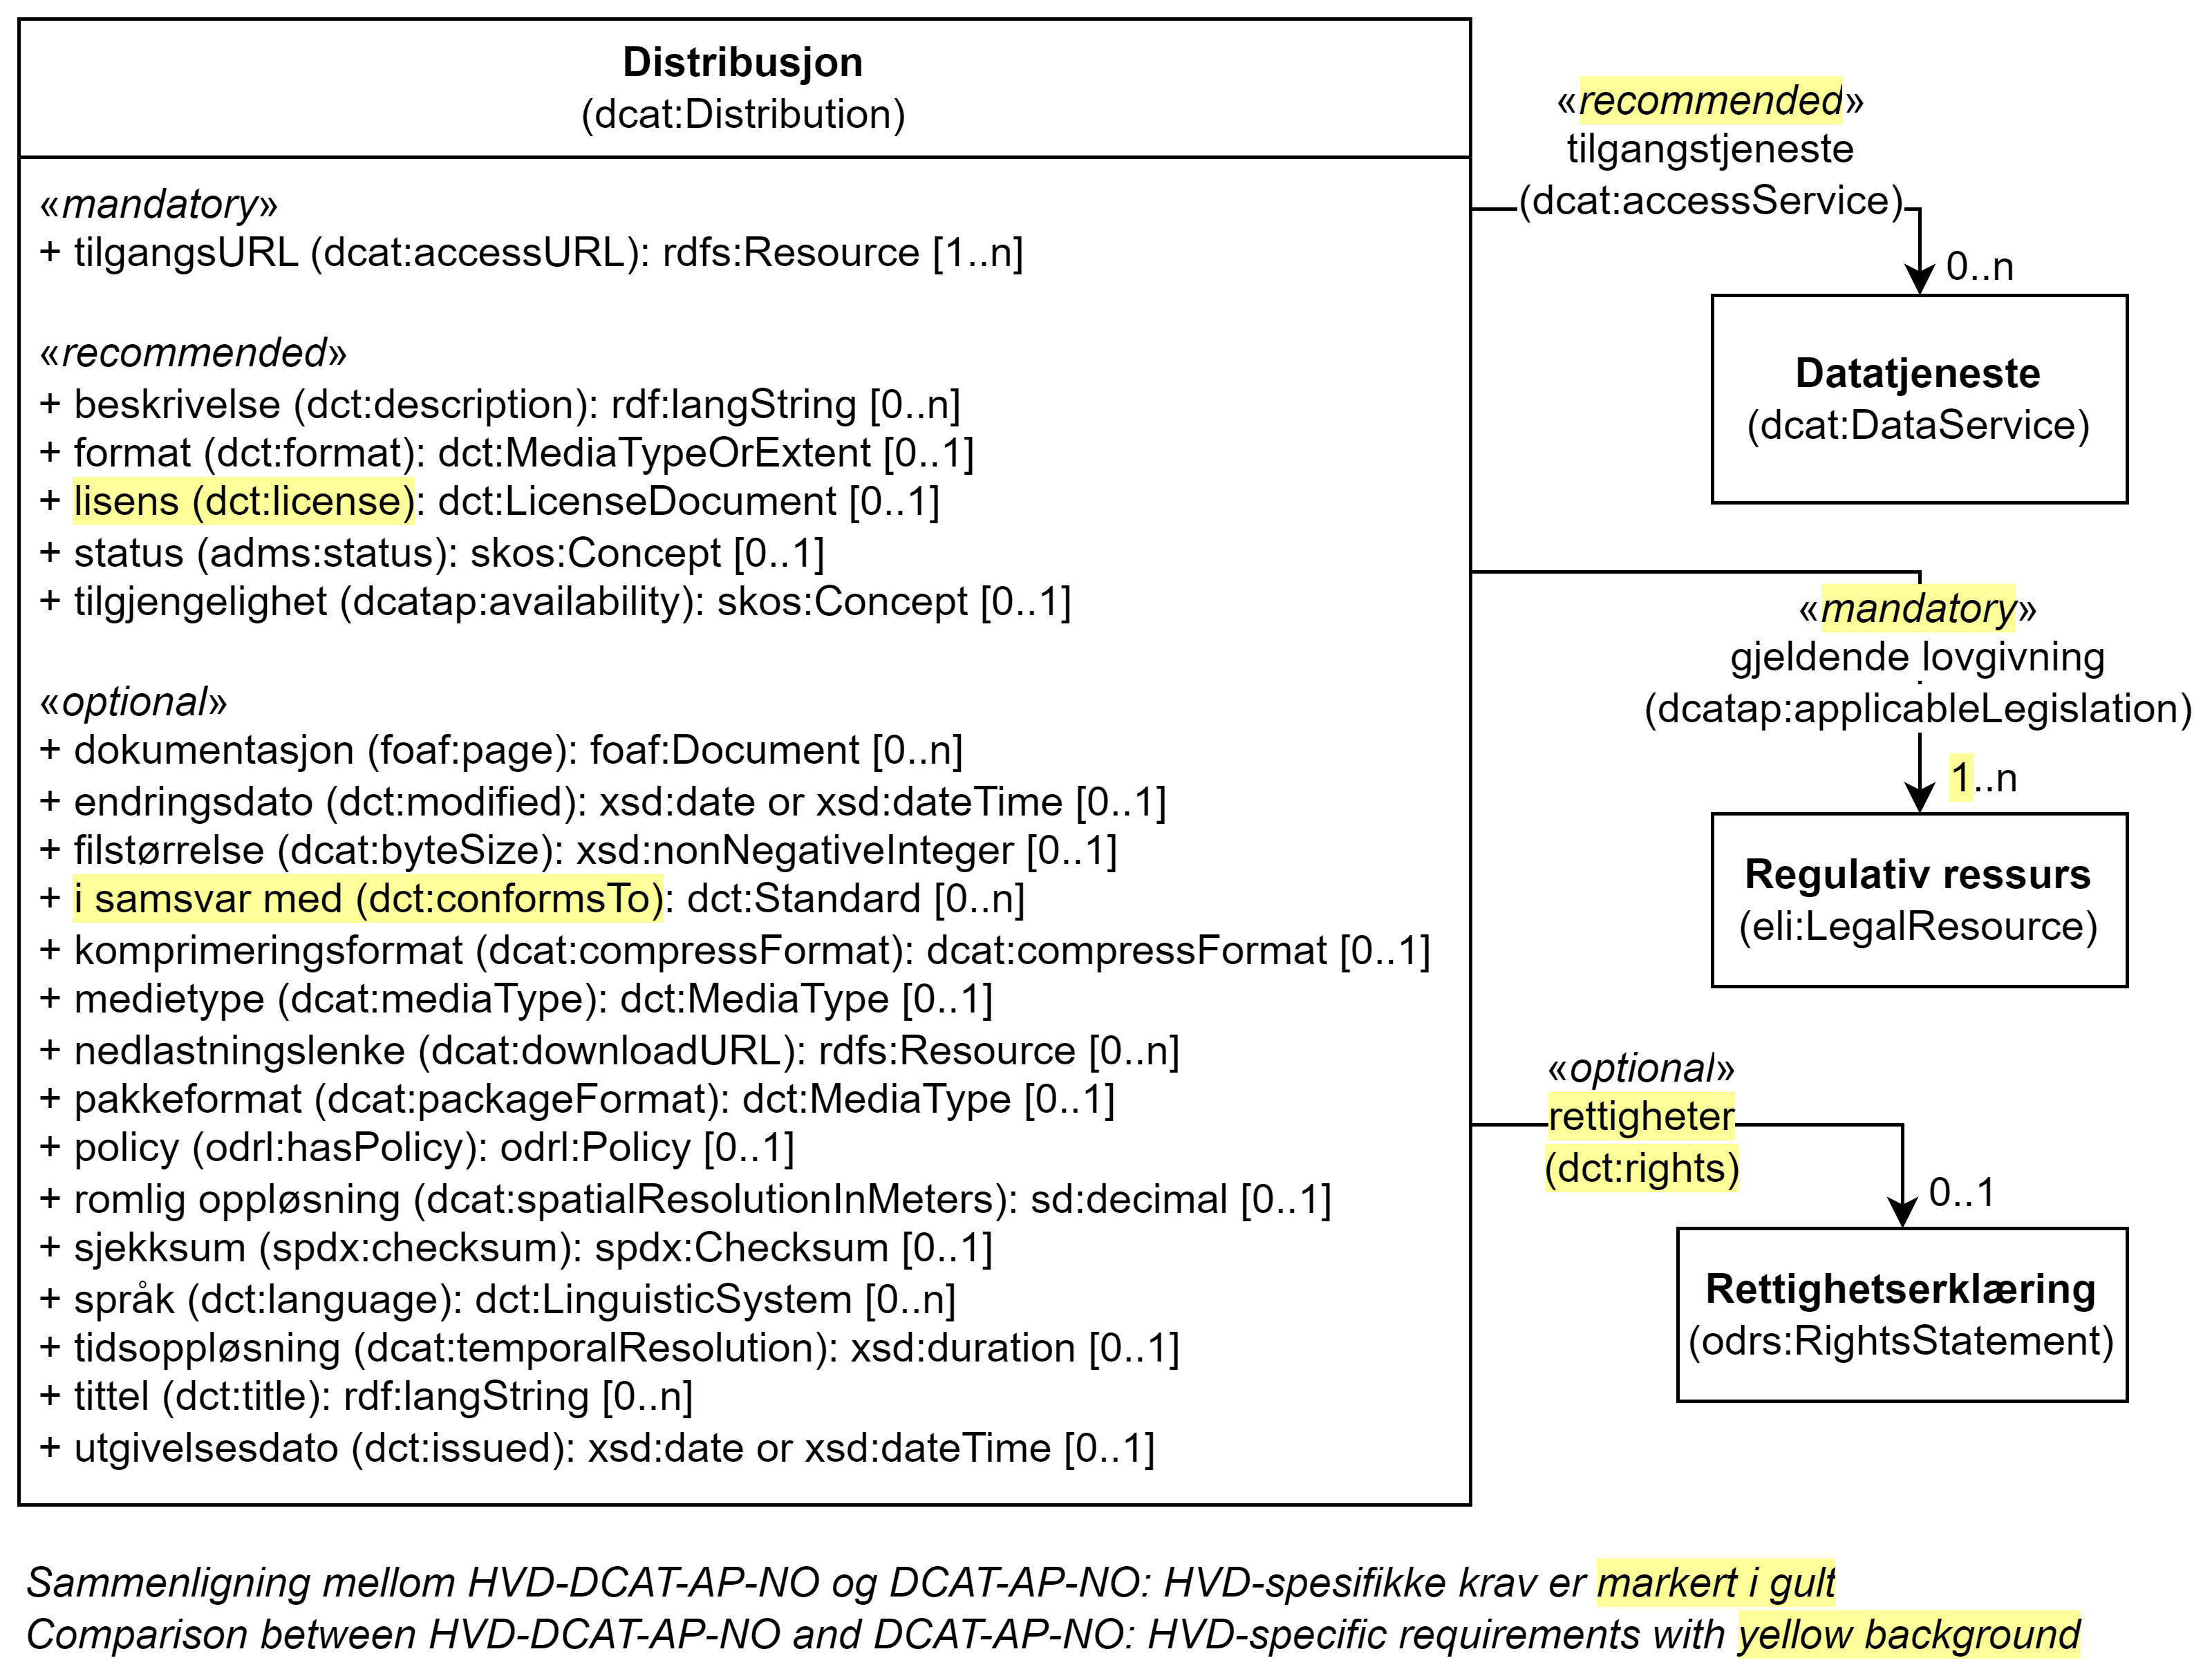 Distribusjon
(dcat:Distribution)
«mandatory»
+ tilgangsURL (dcat:accessURL): rdfs:Resource [1..n]
«recommended»
+ beskrivelse (dct:description): rdf:langString [0..n]
+ format (dct:format): dct:MediaTypeOrExtent [0..1]
+ lisens (dct:license): dct:LicenseDocument [0..1]
+ status (adms:status): skos:Concept [0..1]
+ tilgjengelighet (dcatap:availability): skos:Concept [0..1]
«optional»
+ dokumentasjon (foaf:page): foaf:Document [0..n]
+ endringsdato (dct:modified): xsd:date or xsd:dateTime [0..1]
+ filstørrelse (dcat:byteSize): xsd:nonNegativeInteger [0..1]
+ i samsvar med (dct:conformsTo): dct:Standard [0..n]
+ komprimeringsformat (dcat:compressFormat): dcat:compressFormat [0..1]
+ medietype (dcat:mediaType): dct:MediaType [0..1]
+ nedlastningslenke (dcat:downloadURL): rdfs:Resource [0..n]
+ pakkeformat (dcat:packageFormat): dct:MediaType [0..1]
+ policy (odrl:hasPolicy): odrl:Policy [0..1]
+ romlig oppløsning (dcat:spatialResolutionInMeters): sd:decimal [0..1]
+ sjekksum (spdx:checksum): spdx:Checksum [0..1]
+ språk (dct:language): dct:LinguisticSystem [0..n]
+ tidsoppløsning (dcat:temporalResolution): xsd:duration [0..1]
+ tittel (dct:title): rdf:langString [0..n]
+ utgivelsesdato (dct:issued): xsd:date or xsd:dateTime [0..1]
«recommended»
tilgangstjeneste
(dcat:accessService)
0..n
Datatjeneste
(dcat:DataService)
«mandatory»
gjeldende lovgivning
(dcatap:applicableLegislation)
1..n
Regulativ ressurs
(eli:LegalResource)
«optional»
rettigheter
(dct:rights)
0..1
Rettighetserklæring
(odrs:RightsStatement)
Sammenligning mellom HVD-DCAT-AP-NO og DCAT-AP-NO: HVD-spesifikke krav er markert i gult
Comparison between HVD-DCAT-AP-NO and DCAT-AP-NO: HVD-specific requirements with yellow background